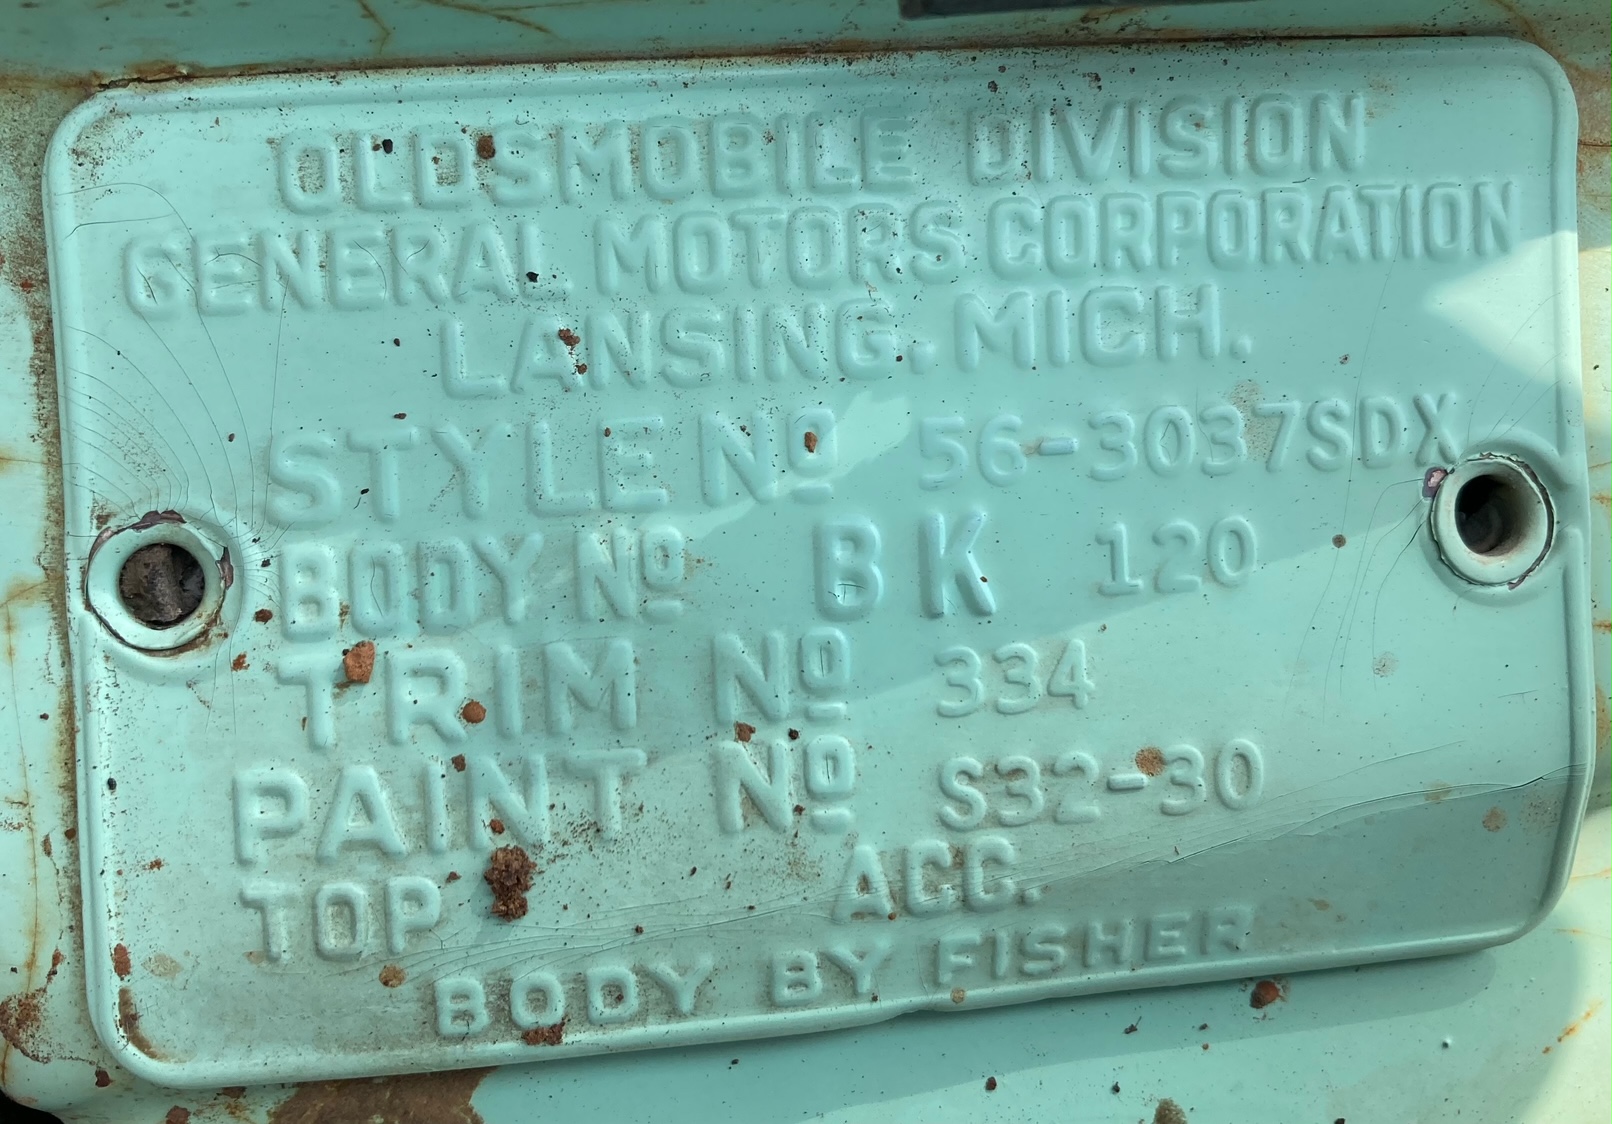 OLDSMOBILE DIVISION
GENERAL MOTORS CORPORATION
LANSING, MICH.
STYLE Nº 56-3037SDX
BODY Nº BK 120
TRIM Nº 334
PAINT Nº S32-30
TOP ACC.
BODY BY FISHER